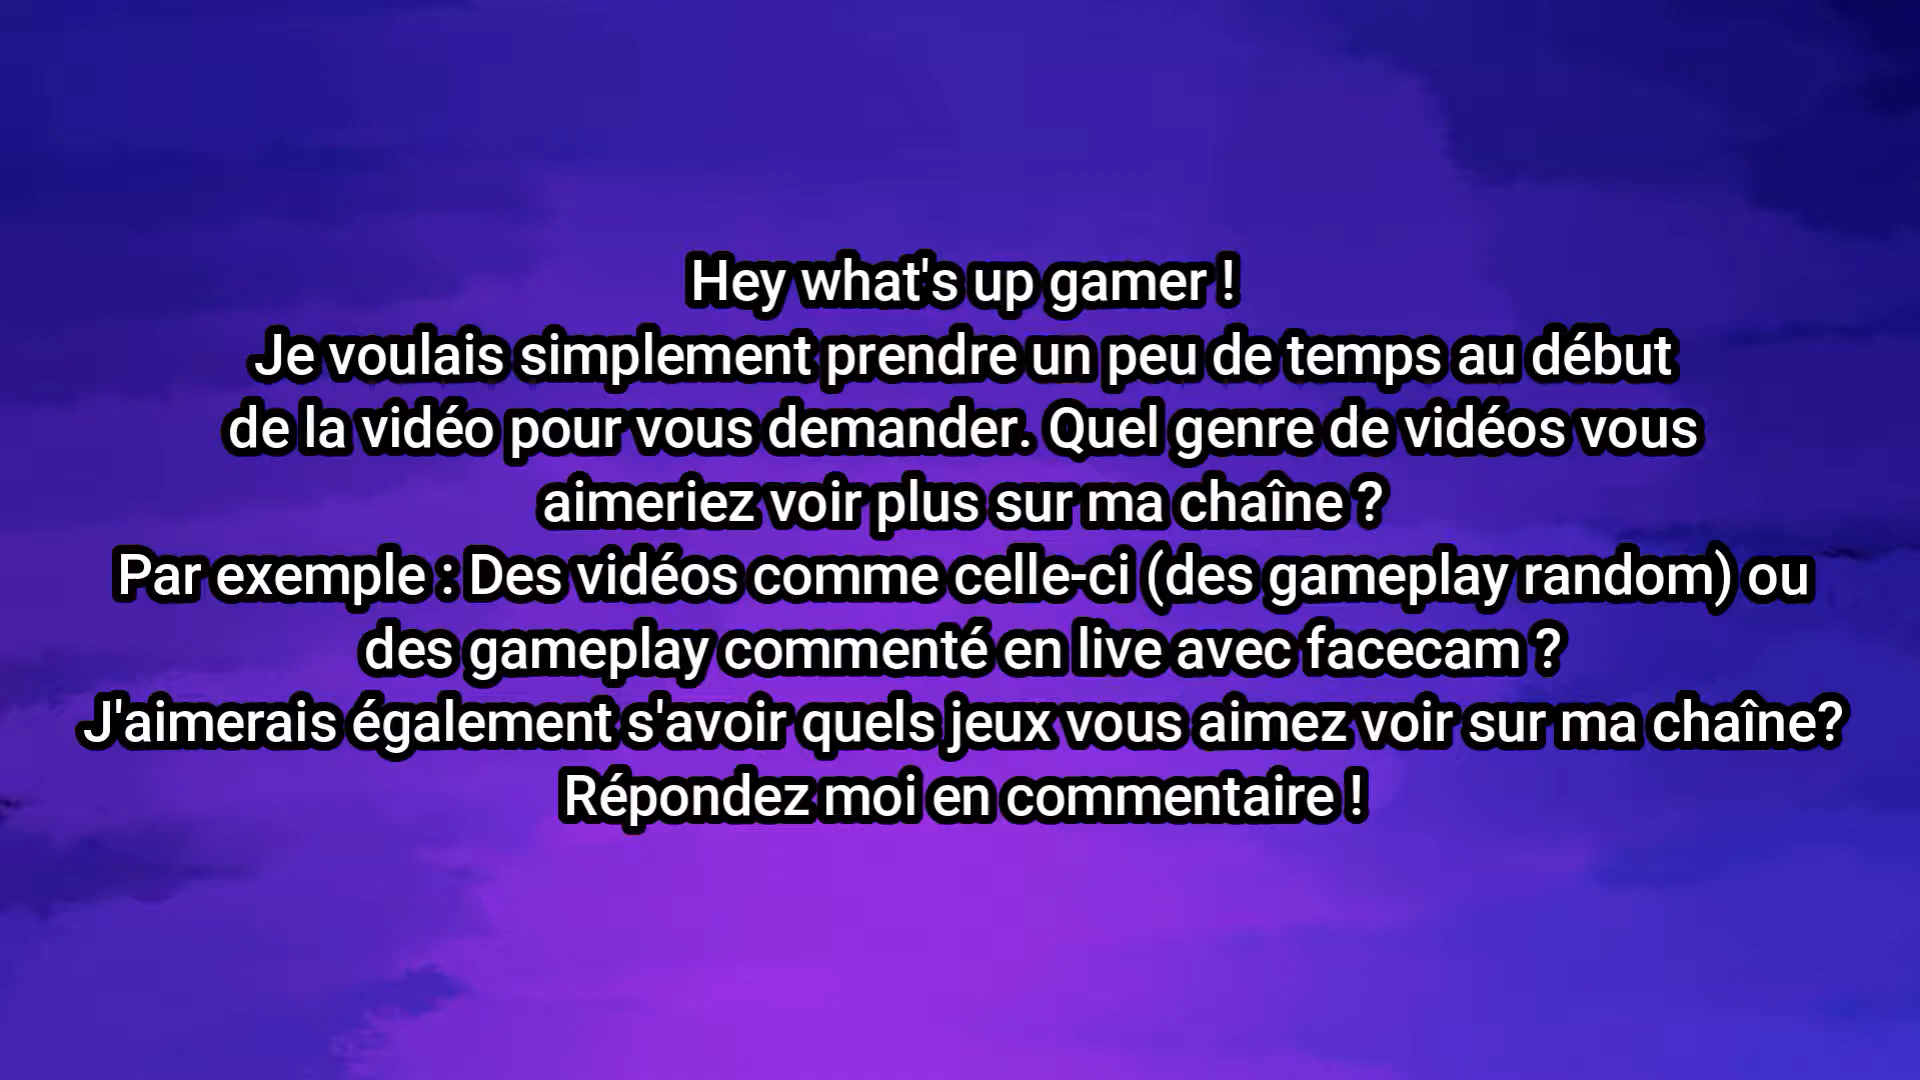 Hey what's up gamer !
Je voulais simplement prendre un peu de temps au début
de la vidéo pour vous demander. Quel genre de vidéos vous
aimeriez voir plus sur ma chaîne ?
Par exemple : Des vidéos comme celle-ci (des gameplay random) ou
des gameplay commenté en live avec facecam ?
J'aimerais également s'avoir quels jeux vous aimez voir sur ma chaîne?
Répondez moi en commentaire !